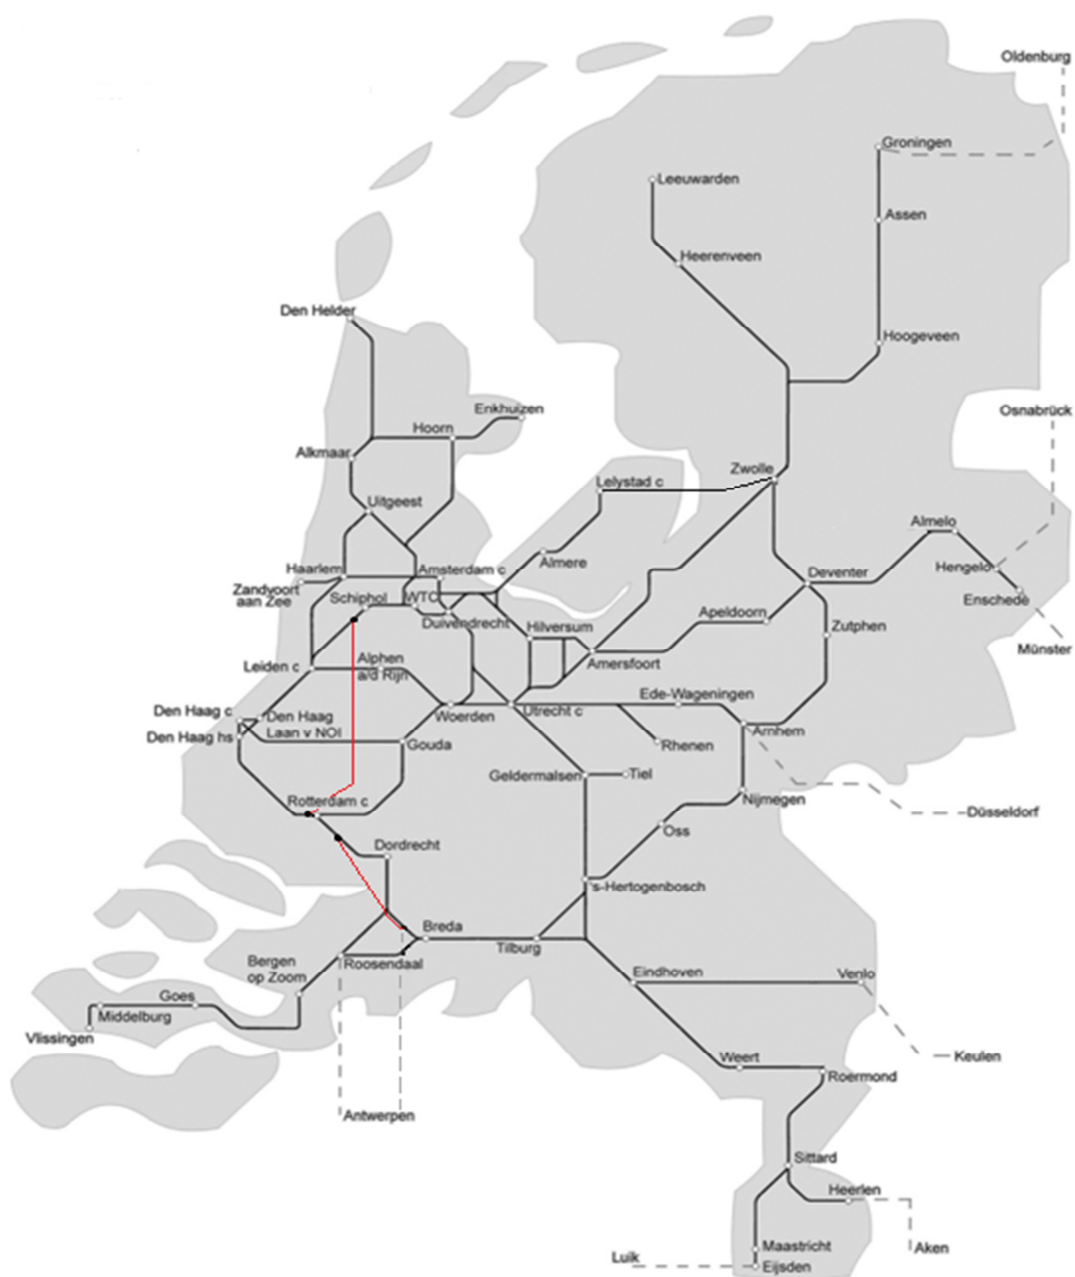 Oldenburg
Groningen
Leeuwarden
Assen
Heerenveen
Den Helder
Hoogeveen
Enkhuizen
Osnabrück
Hoorn
Alkmaar
Zwolle
Lelystad c
Uitgeest
Almelo
Almere
Haarlem
Amsterdam c
Hengelo
Deventer
Zandvoort
aan Zee
Schiphol
WTC
Enschede
Apeldoorn
Duivendrecht
Hilversum
Zutphen
Münster
Leiden c
Alphen
a/d Rijn
Amersfoort
Ede-Wageningen
Den Haag c
Den Haag
Laan v NOI
Woerden
Utrecht c
Den Haag hs
Arnhem
Gouda
Rhenen
Geldermalsen
Tiel
Rotterdam c
Nijmegen
Düsseldorf
Oss
Dordrecht
's-Hertogenbosch
Breda
Tilburg
Bergen
op Zoom
Roosendaal
Eindhoven
Venlo
Goes
Middelburg
Vlissingen
Weert
Keulen
Roermond
Antwerpen
Sittard
Heerlen
Maastricht
Aken
Luik
Eijsden